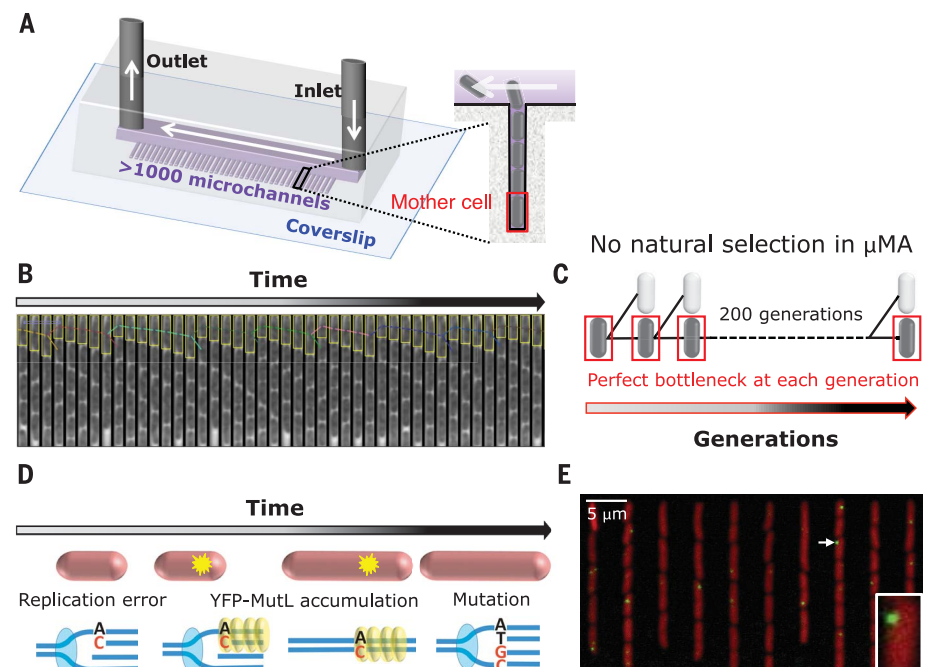 A
Outlet
Inlet
>1000 microchannels
Coverslip
Mother cell
B
Time
No natural selection in μMA
C
200 generations
Perfect bottleneck at each generation
Generations
D
Time
Replication error
YFP-MutL accumulation
Mutation
A
C
A
C
A
C
A
T
G
C
E
5 μm